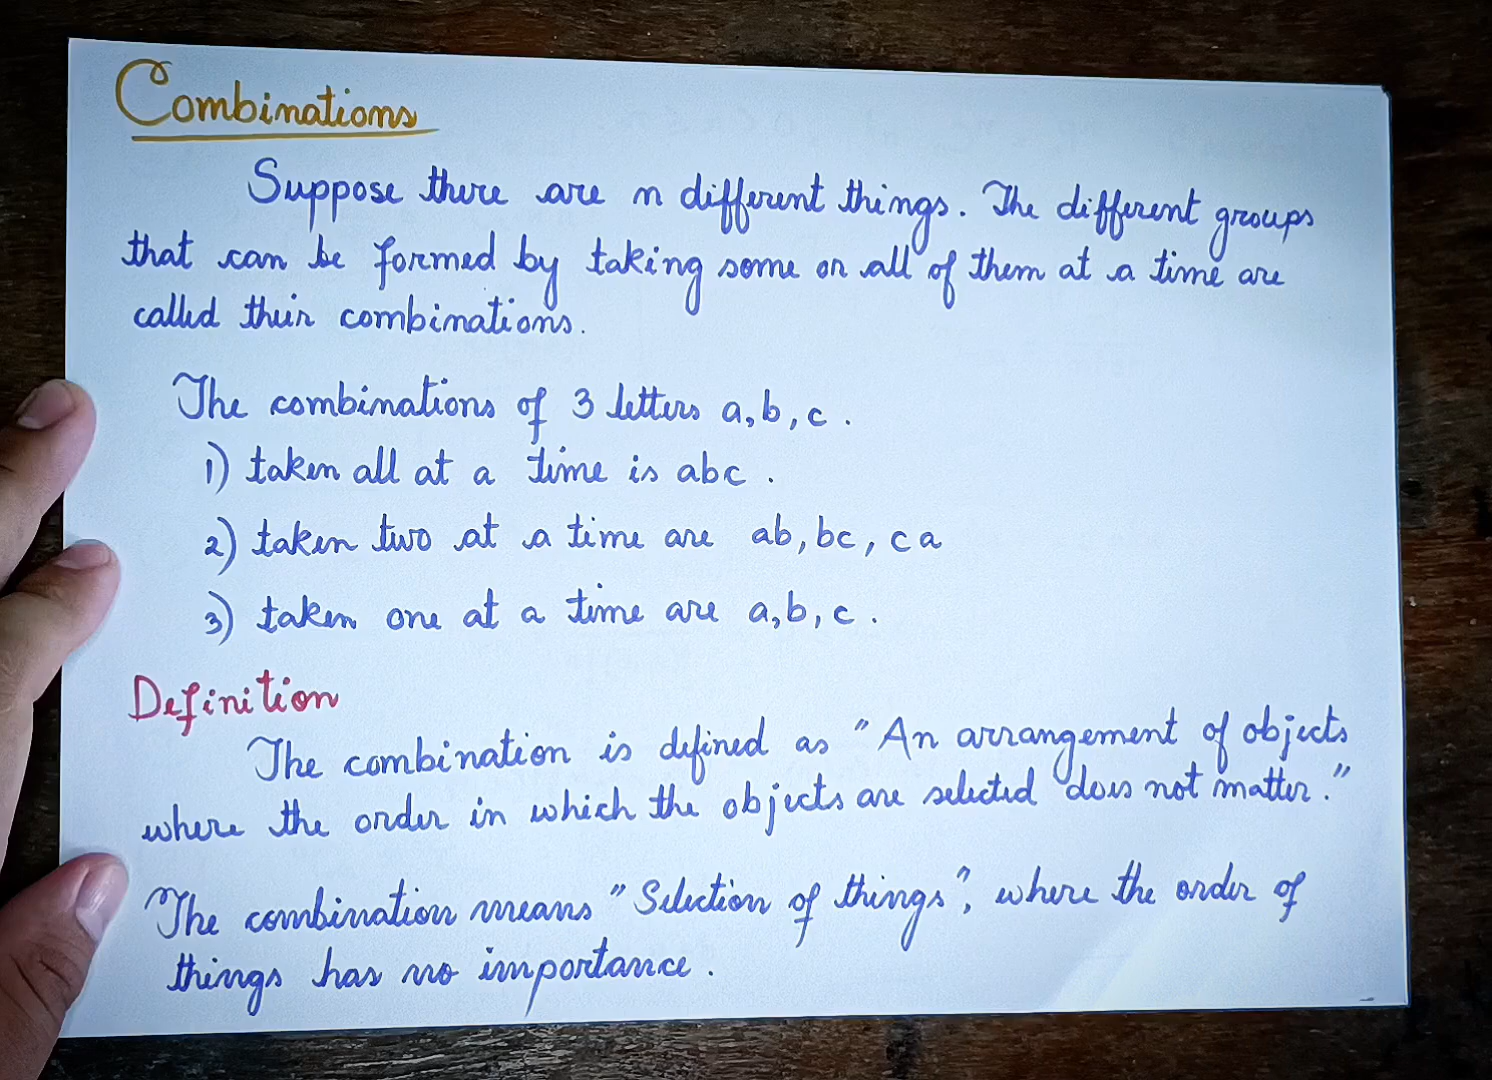 Combinations
Suppose there are n different things. The different groups
that can be formed by taking some or all of them at a time are
called their combinations.
The combinations of 3 letters a, b, c .
1) taken all at a time is abc .
2) taken two at a time are ab, bc, ca
3) taken one at a time are a, b, c .
Definition
The combination is defined as "An arrangement of objects
where the order in which the objects are selected does not matter."
The combination means "Selection of things", where the order of
things has no importance .